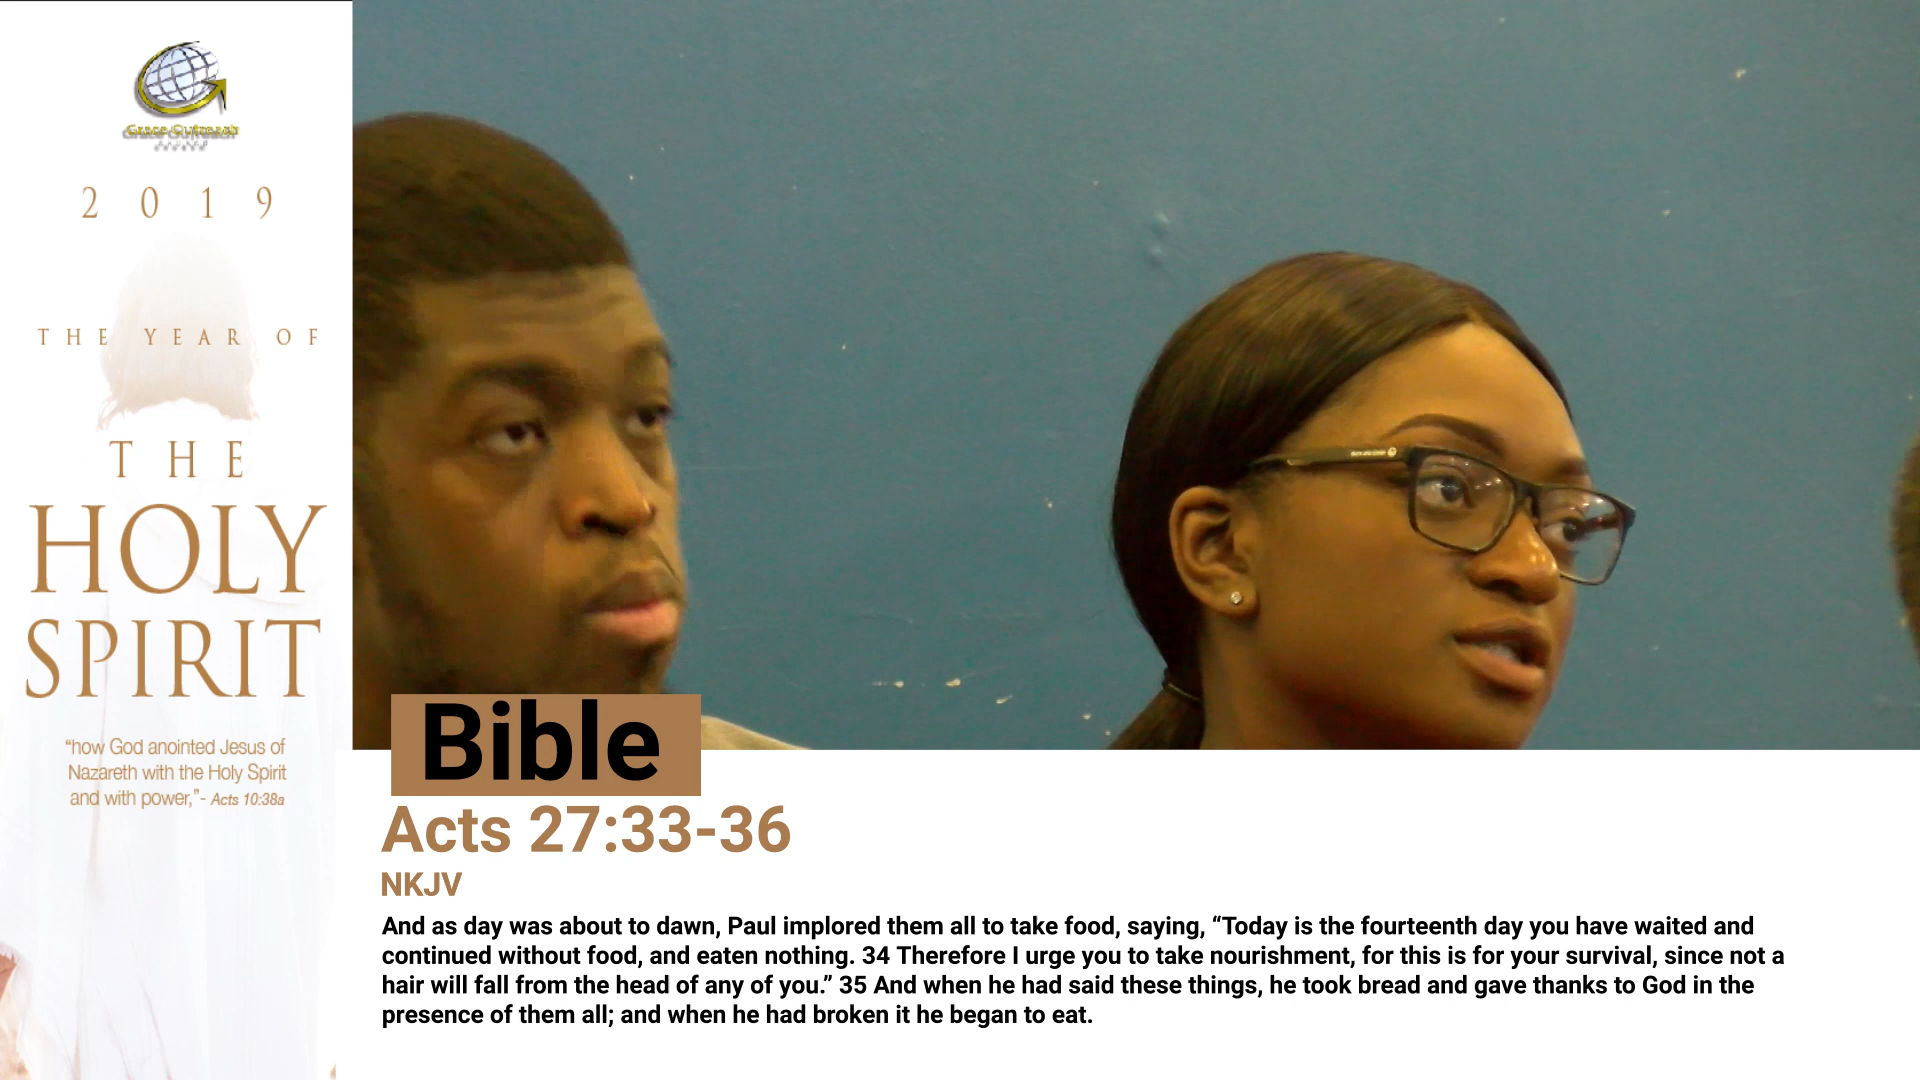 Grace Outreach
CHURCH
2019
THE YEAR OF
THE
HOLY
SPIRIT
“how God anointed Jesus of
Nazareth with the Holy Spirit
and with power,”- Acts 10:38a
Bible
Acts 27:33-36
NKJV
And as day was about to dawn, Paul implored them all to take food, saying, “Today is the fourteenth day you have waited and
continued without food, and eaten nothing. 34 Therefore I urge you to take nourishment, for this is for your survival, since not a
hair will fall from the head of any of you.” 35 And when he had said these things, he took bread and gave thanks to God in the
presence of them all; and when he had broken it he began to eat.